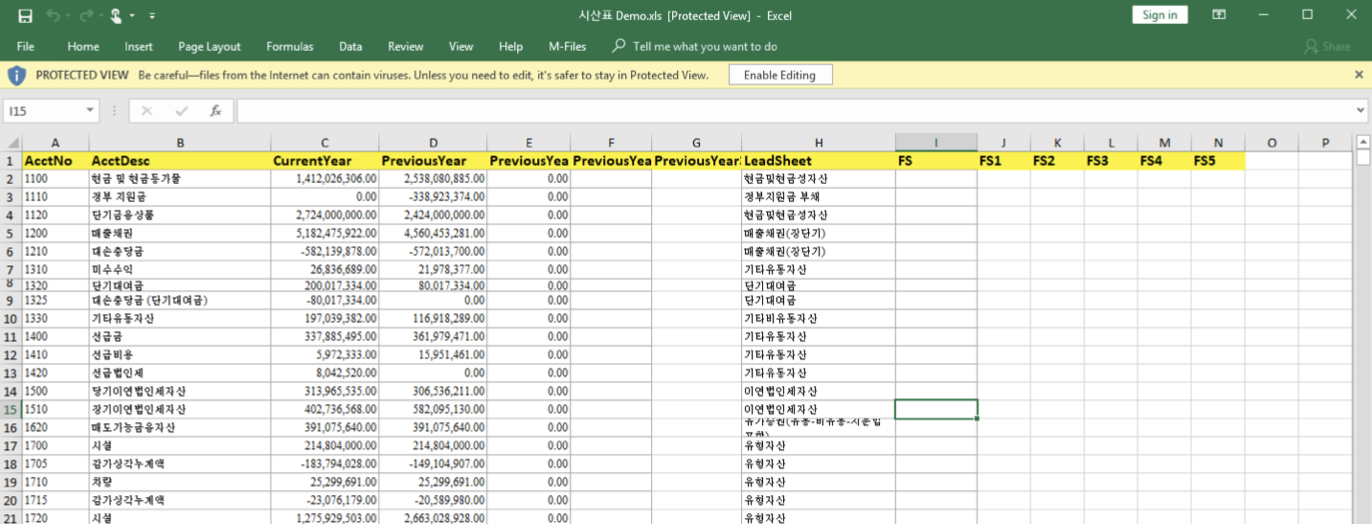 시산표 Demo.xls [Protected View] - Excel
Sign in
File Home Insert Page Layout Formulas Data Review View Help M-Files Tell me what you want to do Share
PROTECTED VIEW Be careful—files from the Internet can contain viruses. Unless you need to edit, it's safer to stay in Protected View. Enable Editing
I15 fx
A B C D E F G H I J K L M N O P
1 AcctNo AcctDesc CurrentYear PreviousYear PreviousYea PreviousYea PreviousYear LeadSheet FS FS1 FS2 FS3 FS4 FS5
2 1100 현금 및 현금등가물 1,412,026,306.00 2,538,080,885.00 0.00 현금및현금성자산
3 1110 정부 지원금 0.00 -338,923,374.00 0.00 정부지원금 부채
4 1120 단기금융상품 2,724,000,000.00 2,424,000,000.00 0.00 현금및현금성자산
5 1200 매출채권 5,182,475,922.00 4,560,453,281.00 0.00 매출채권(장단기)
6 1210 대손충당금 -582,139,878.00 -572,013,700.00 0.00 매출채권(장단기)
7 1310 미수수익 26,836,689.00 21,978,377.00 0.00 기타유동자산
8 1320 단기대여금 200,017,334.00 80,017,334.00 0.00 단기대여금
9 1325 대손충당금 (단기대여금) -80,017,334.00 0.00 0.00 단기대여금
10 1330 기타유동자산 197,039,382.00 116,918,289.00 0.00 기타비유동자산
11 1400 선급금 337,885,495.00 361,979,471.00 0.00 기타유동자산
12 1410 선급비용 5,972,333.00 15,951,461.00 0.00 기타유동자산
13 1420 선급법인세 8,042,520.00 0.00 0.00 기타유동자산
14 1500 당기이연법인세자산 313,965,535.00 306,536,211.00 0.00 이연법인세자산
15 1510 장기이연법인세자산 402,736,568.00 582,095,130.00 0.00 이연법인세자산
16 1620 매도가능금융자산 391,075,640.00 391,075,640.00 0.00
17 1700 시설 214,804,000.00 214,804,000.00 0.00 유형자산
18 1705 감가상각누계액 -183,794,028.00 -149,104,907.00 0.00 유형자산
19 1710 차량 25,299,691.00 25,299,691.00 0.00 유형자산
20 1715 감가상각누계액 -23,076,179.00 -20,589,980.00 0.00 유형자산
21 1720 시설 1,275,929,503.00 2,663,028,928.00 0.00 유형자산